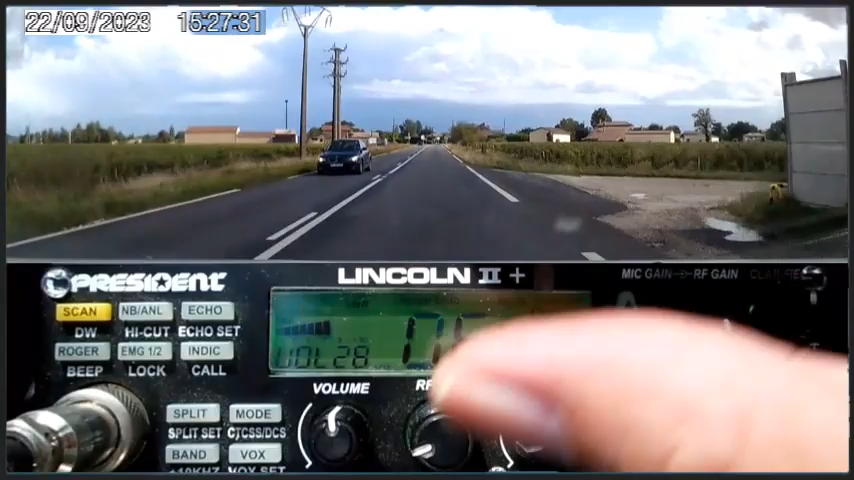 22/09/2023 15:27:31
PRESIDENT LINCOLN II + MIC GAIN RF GAIN
SCAN NB/ANL ECHO
DW HI-CUT ECHO SET
ROGER EMG 1/2 INDIC
BEEP LOCK CALL
VOL28
VOLUME
SPLIT MODE
SPLIT SET CTCSS/DCS
BAND VOX
+10KHZ VOX SET